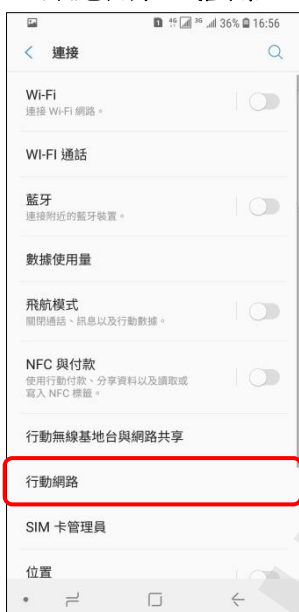 4G 3G 36% 16:56
連接
Wi-Fi
連接 Wi-Fi 網路。
WI-FI 通話
藍牙
連接附近的藍牙裝置。
數據使用量
飛航模式
關閉通話、訊息以及行動數據。
NFC 與付款
使用行動付款、分享資料以及讀取或
寫入 NFC 標籤。
行動無線基地台與網路共享
行動網路
SIM 卡管理員
位置